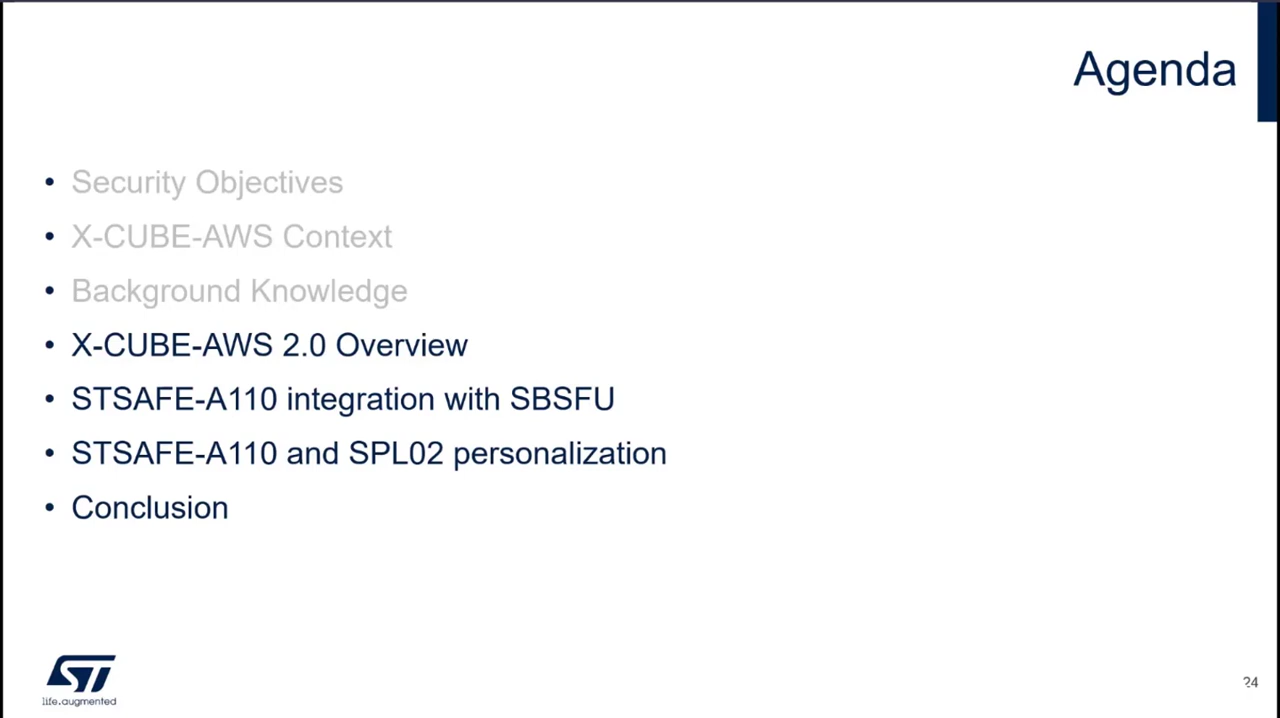 Agenda
• Security Objectives
• X-CUBE-AWS Context
• Background Knowledge
• X-CUBE-AWS 2.0 Overview
• STSAFE-A110 integration with SBSFU
• STSAFE-A110 and SPL02 personalization
• Conclusion
ST
life.augmented
24